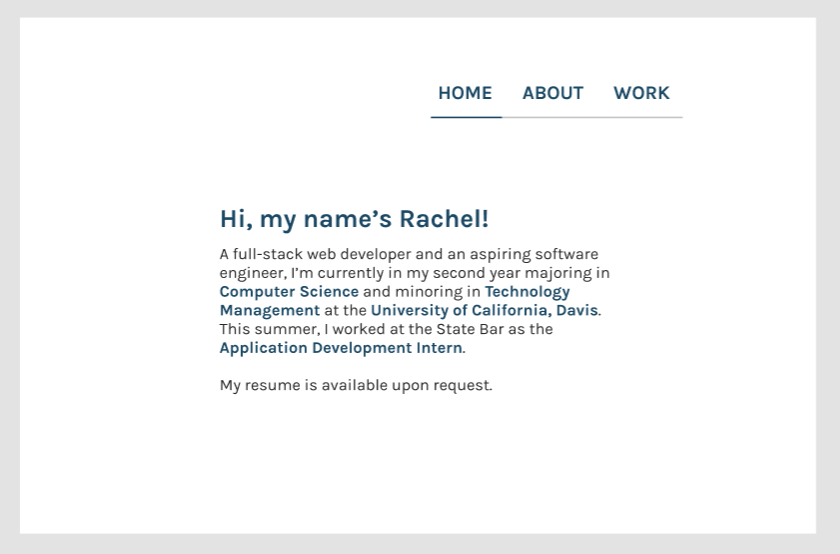 HOME ABOUT WORK
Hi, my name’s Rachel!
A full-stack web developer and an aspiring software
engineer, I’m currently in my second year majoring in
Computer Science and minoring in Technology
Management at the University of California, Davis.
This summer, I worked at the State Bar as the
Application Development Intern.
My resume is available upon request.